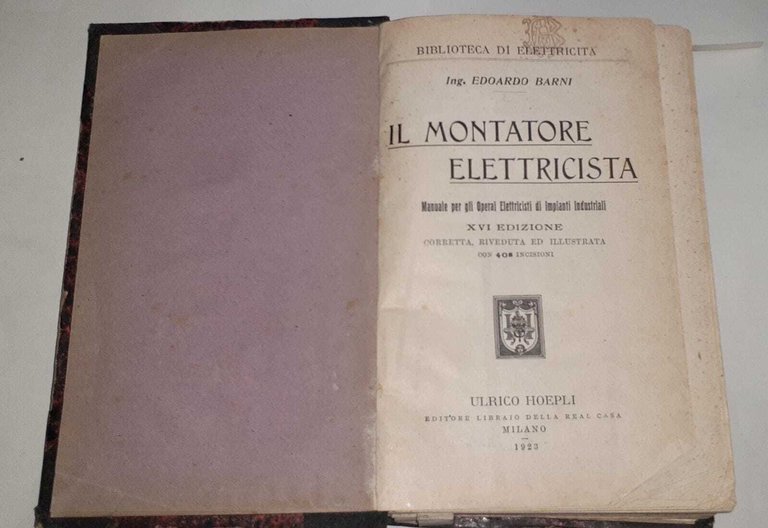 BIBLIOTECA DI ELETTRICITA
Ing. EDOARDO BARNI
IL MONTATORE
ELETTRICISTA
Manuale per gli Operai Elettricisti di Impianti Industriali
XVI EDIZIONE
CORRETTA, RIVEDUTA ED ILLUSTRATA
CON 408 INCISIONI
ULRICO HOEPLI
EDITORE LIBRAIO DELLA REAL CASA
MILANO
1923